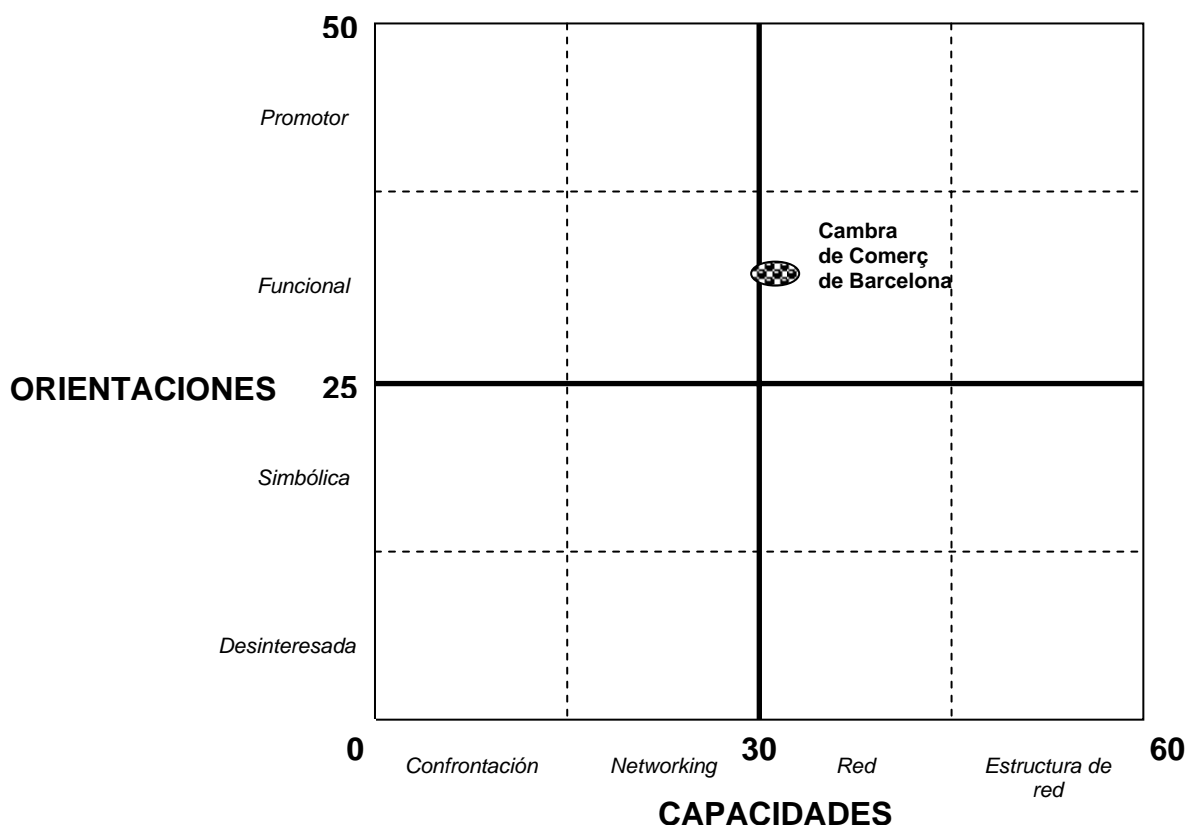 50
Promotor
Cambra
de Comerç
de Barcelona
Funcional
ORIENTACIONES 25
Simbólica
Desinteresada
0 30 60
Confrontación Networking Red Estructura de
red
CAPACIDADES